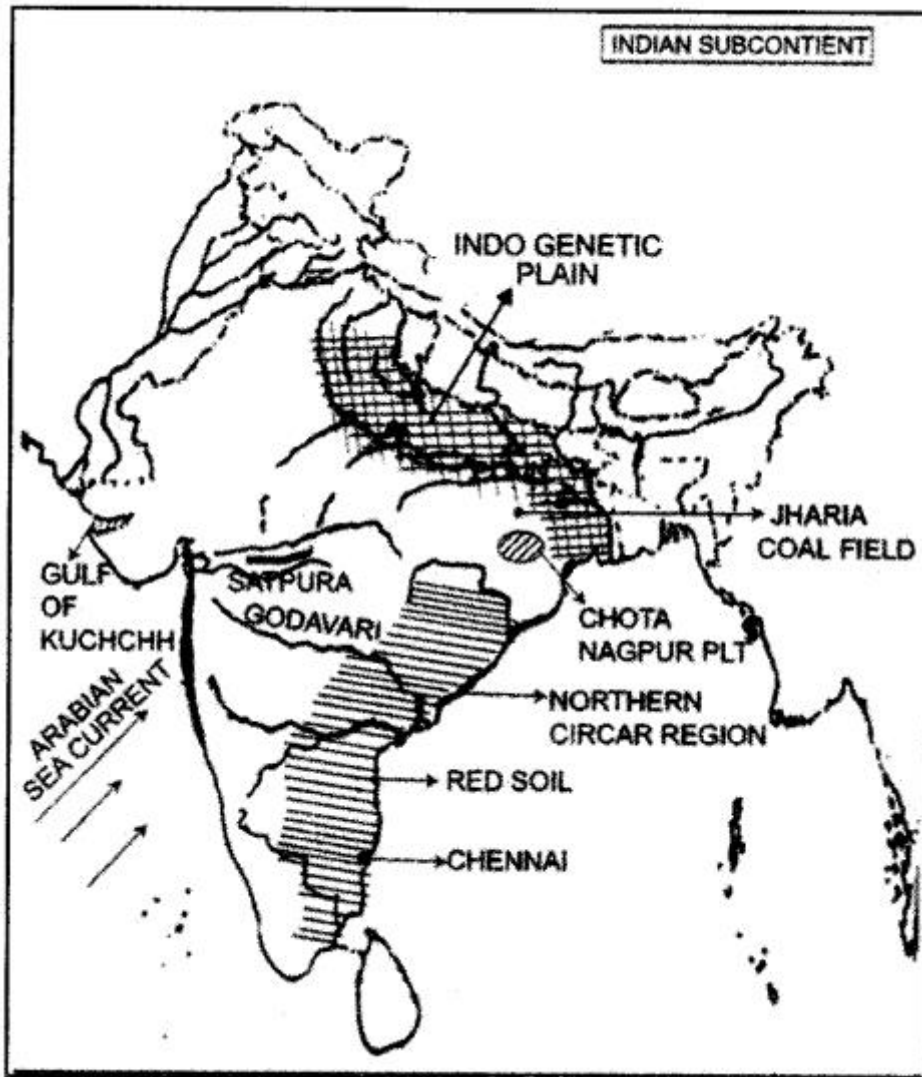 INDIAN SUBCONTIENT
INDO GENETIC
PLAIN
JHARIA
COAL FIELD
GULF
OF
KUCHCHH
SATPURA
GODAVARI
CHOTA
NAGPUR PLT
ARABIAN
SEA CURRENT
NORTHERN
CIRCAR REGION
RED SOIL
CHENNAI